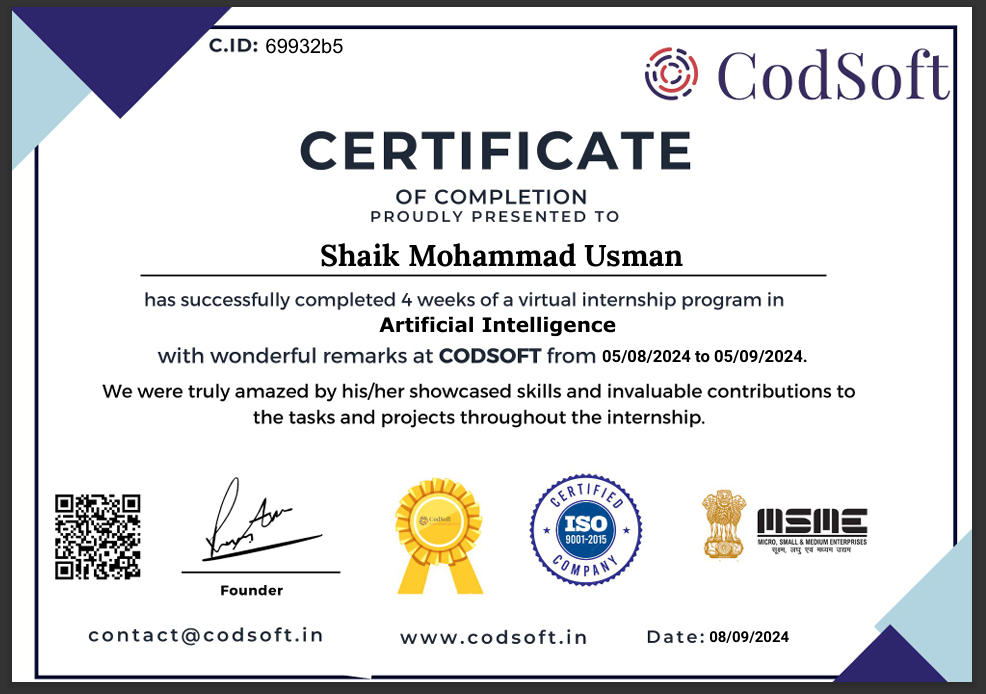 C.ID: 69932b5
CodSoft
CERTIFICATE
OF COMPLETION
PROUDLY PRESENTED TO
Shaik Mohammad Usman
has successfully completed 4 weeks of a virtual internship program in
Artificial Intelligence
with wonderful remarks at CODSOFT from 05/08/2024 to 05/09/2024.
We were truly amazed by his/her showcased skills and invaluable contributions to
the tasks and projects throughout the internship.
Founder
CodSoft
CERTIFIED
ISO
9001-2015
COMPANY
MSME
MICRO, SMALL & MEDIUM ENTERPRISES
सूक्ष्म, लघु एवं मध्यम उद्यम
contact@codsoft.in
www.codsoft.in
Date: 08/09/2024